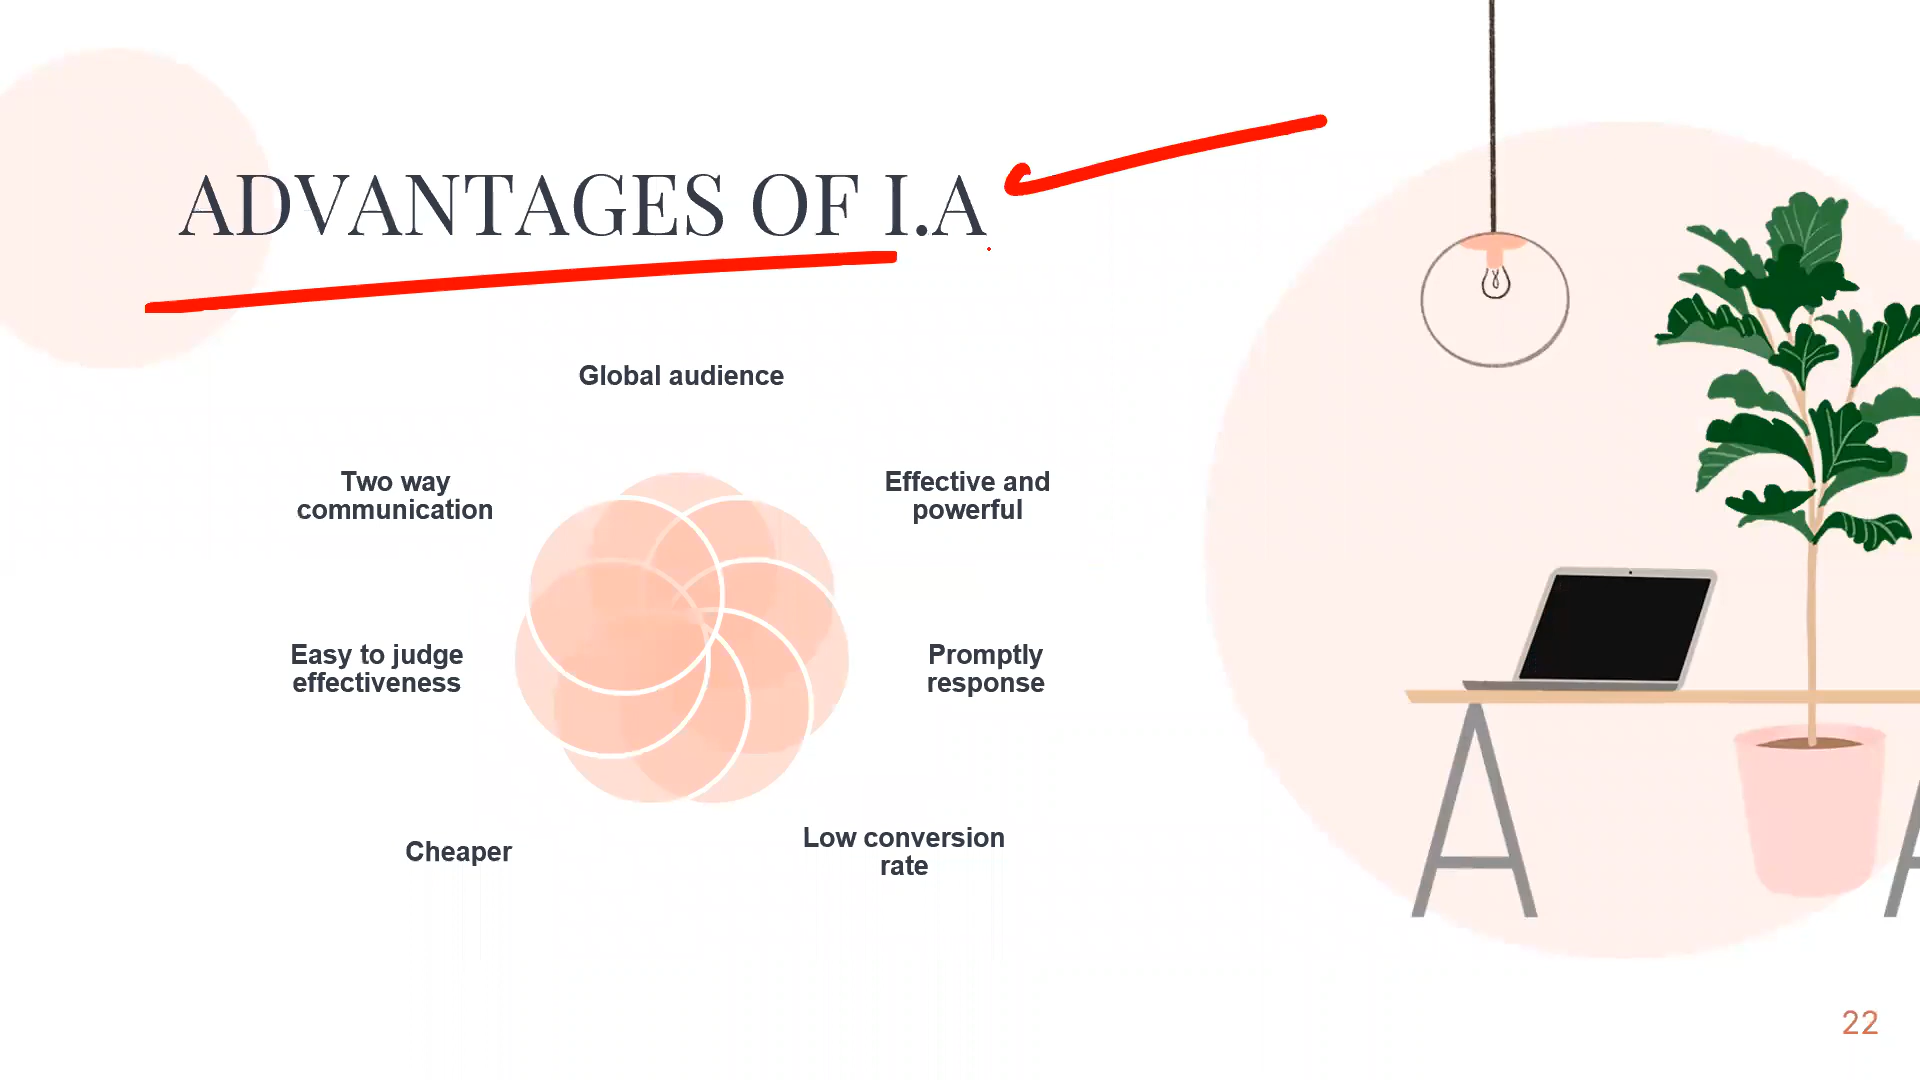 ADVANTAGES OF I.A
Global audience
Two way
communication
Effective and
powerful
Easy to judge
effectiveness
Promptly
response
Cheaper
Low conversion
rate
22